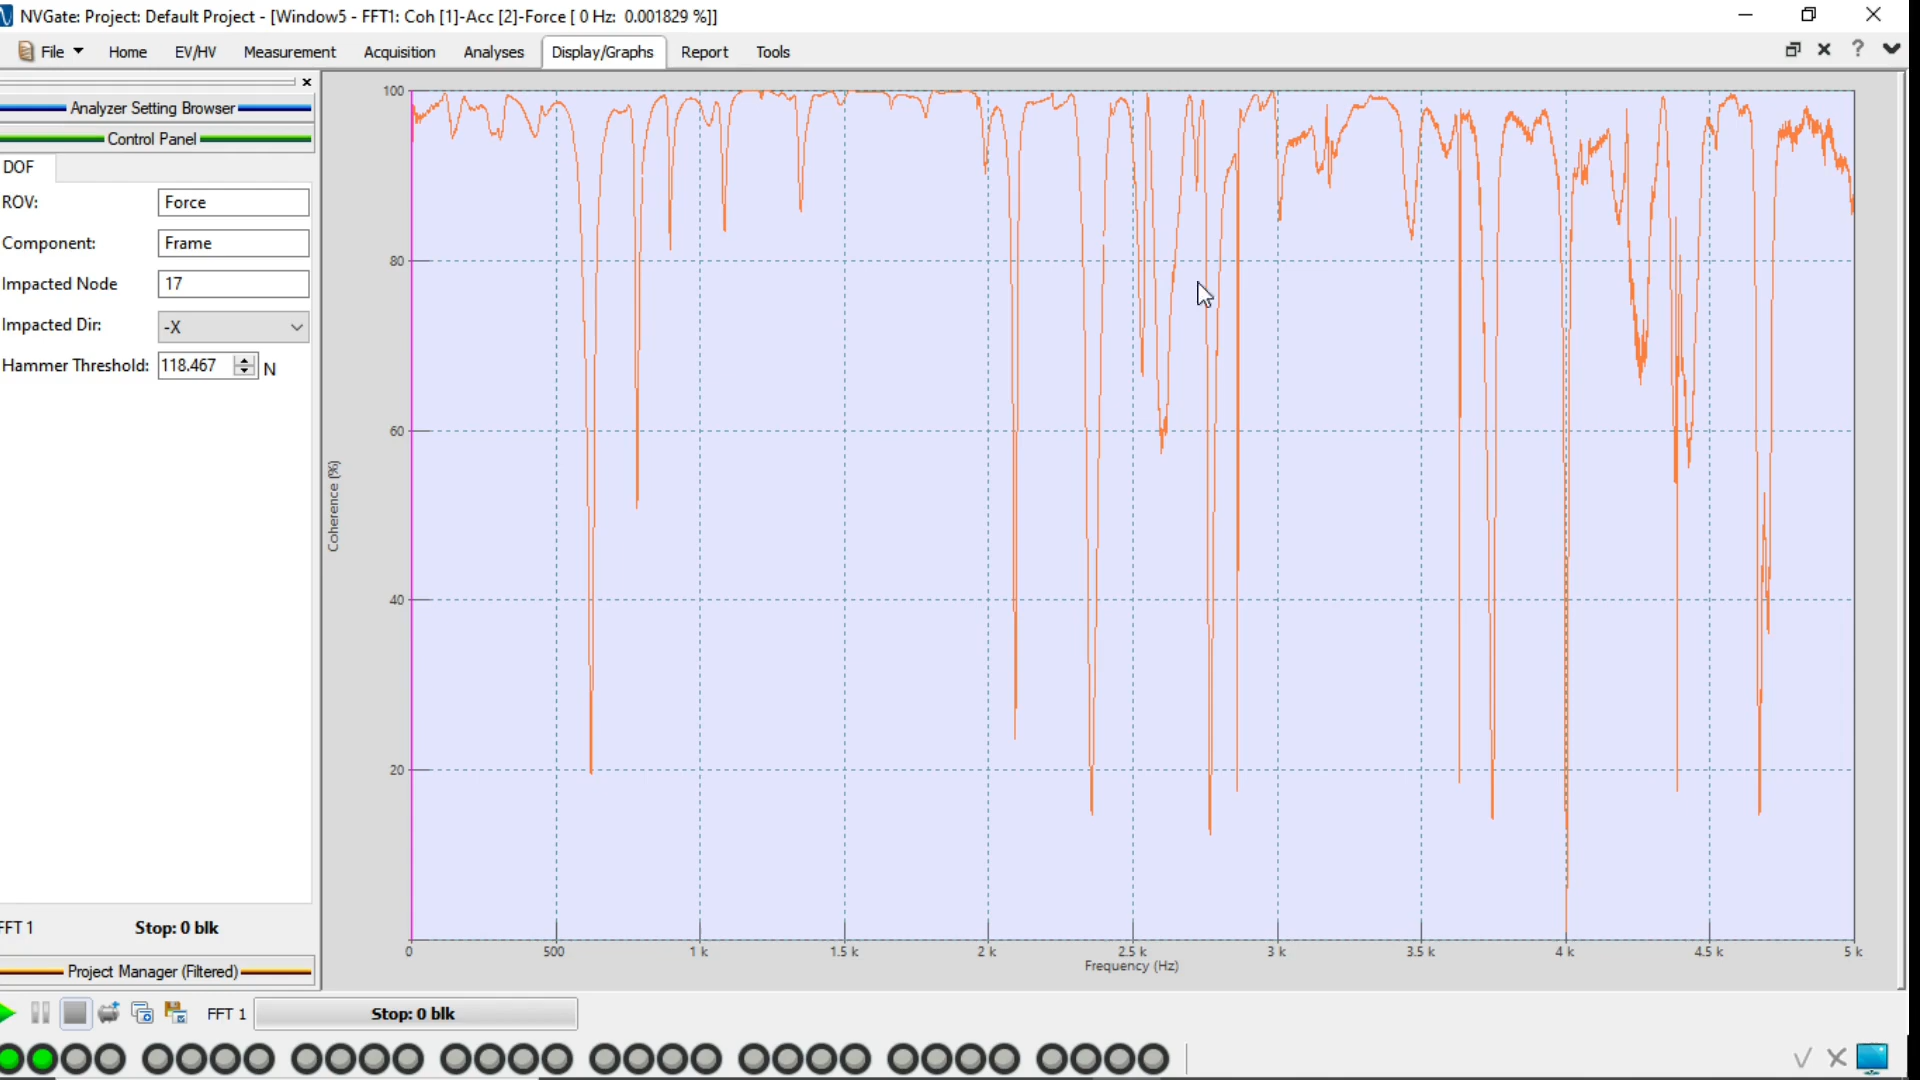 NVGate: Project: Default Project - [Window5 - FFT1: Coh [1]-Acc [2]-Force [ 0 Hz: 0.001829 %]]
File Home EV/HV Measurement Acquisition Analyses Display/Graphs Report Tools
Analyzer Setting Browser
Control Panel
DOF
ROV: Force
Component: Frame
Impacted Node 17
Impacted Dir: -X
Hammer Threshold: 118.467 N
100
80
60
40
20
Coherence (%)
0 500 1 k 1.5 k 2 k 2.5 k 3 k 3.5 k 4 k 4.5 k 5 k
Frequency (Hz)
FFT 1 Stop: 0 blk
Project Manager (Filtered)
FFT 1 Stop: 0 blk